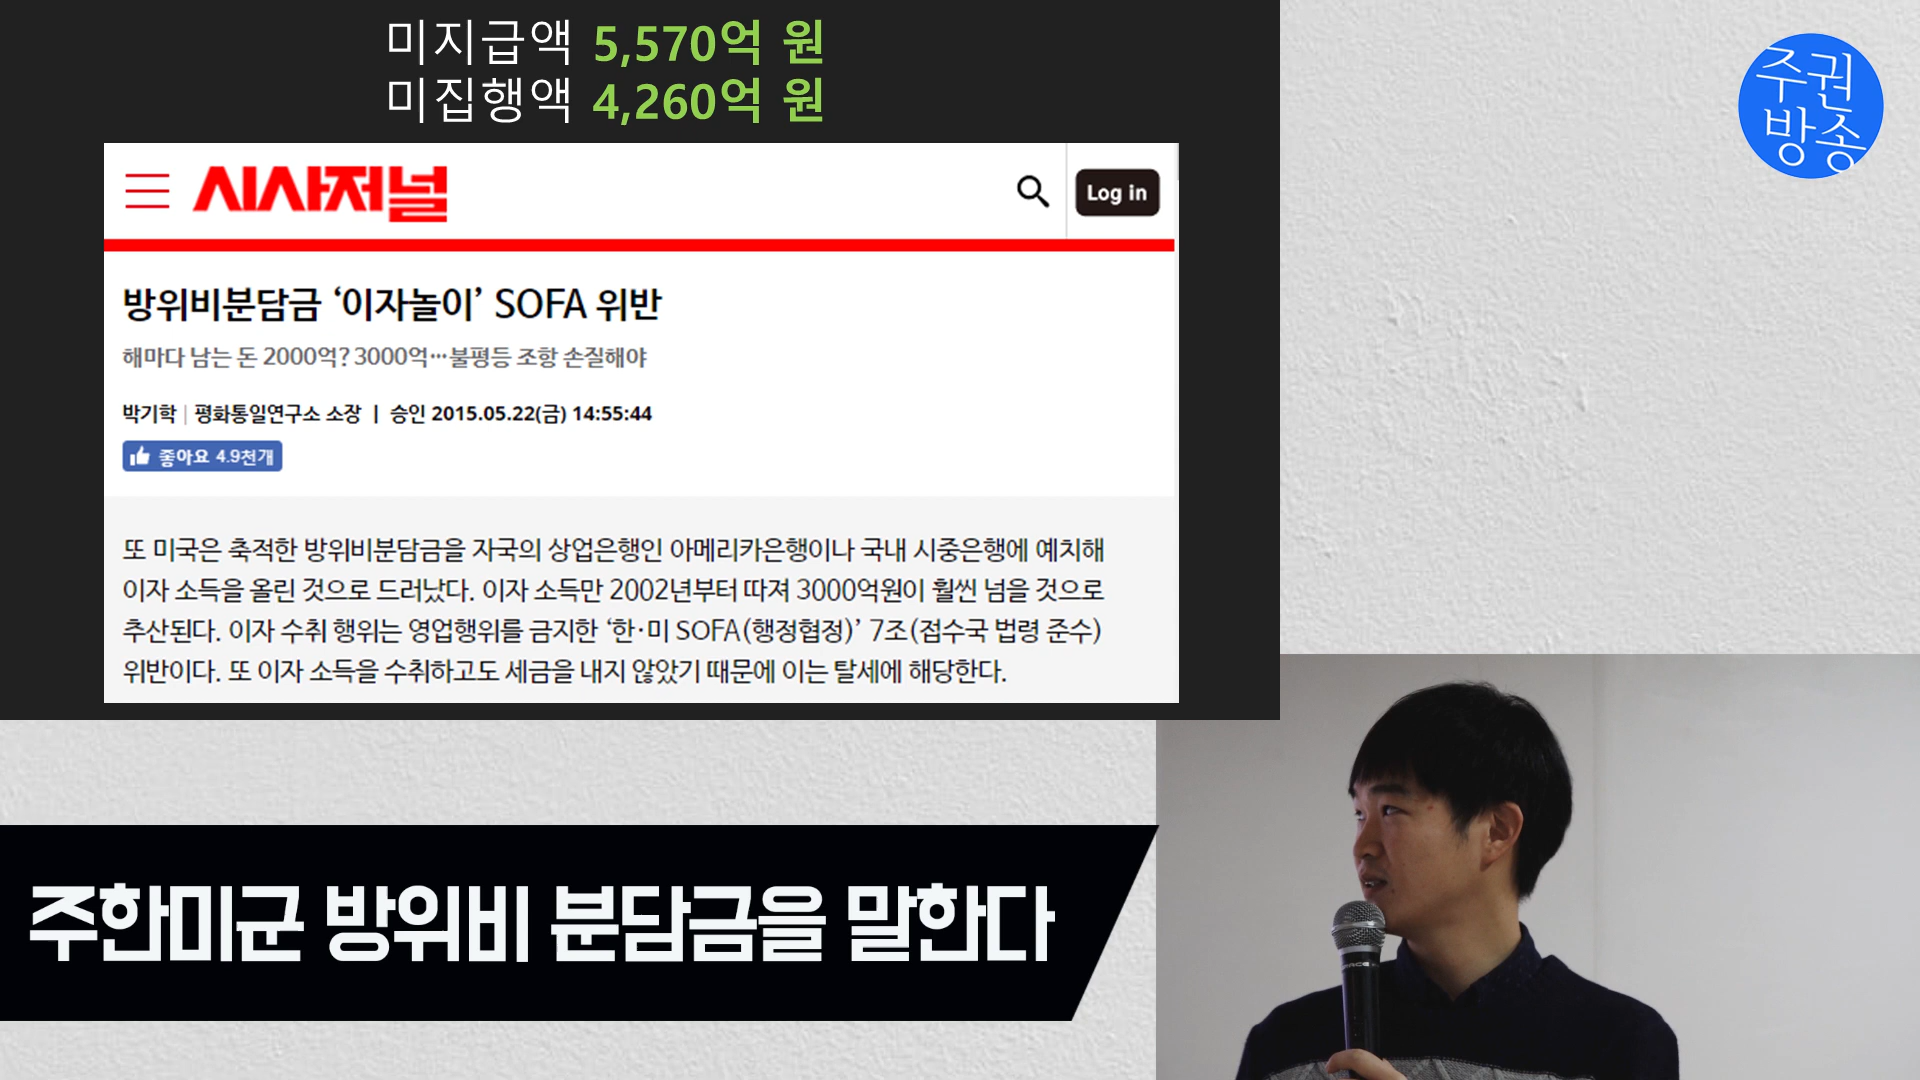 미지급액 5,570억 원
미집행액 4,260억 원
주권
방송
시사저널
Log in
방위비분담금 ‘이자놀이’ SOFA 위반
해마다 남는 돈 2000억?3000억…불평등 조항 손질해야
박기학 | 평화통일연구소 소장 | 승인 2015.05.22(금) 14:55:44
좋아요 4.9천개
또 미국은 축적한 방위비분담금을 자국의 상업은행인 아메리카은행이나 국내 시중은행에 예치해
이자 소득을 올린 것으로 드러났다. 이자 소득만 2002년부터 따져 3000억원이 훨씬 넘을 것으로
추산된다. 이자 수취 행위는 영업행위를 금지한 ‘한·미 SOFA(행정협정)’ 7조(접수국 법령 준수)
위반이다. 또 이자 소득을 수취하고도 세금을 내지 않았기 때문에 이는 탈세에 해당한다.
주한미군 방위비 분담금을 말한다